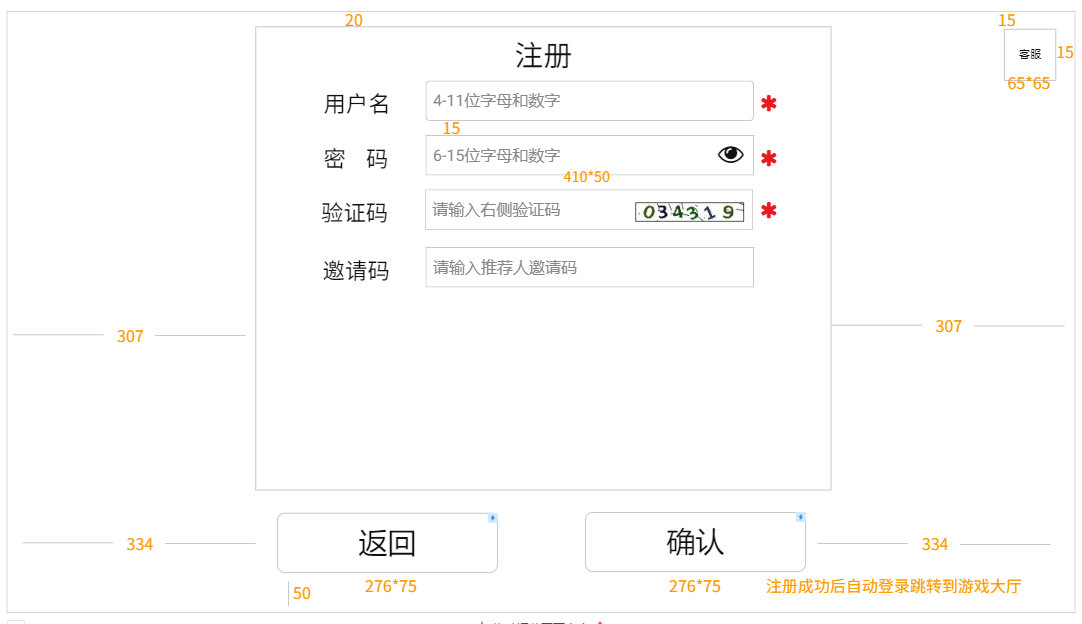 20
15
注册
客服
15
65*65
用户名
4-11位字母和数字
15
密 码
6-15位字母和数字
410*50
验证码
请输入右侧验证码
034319
邀请码
请输入推荐人邀请码
307
307
返回
确认
334
334
50
276*75
276*75
注册成功后自动登录跳转到游戏大厅